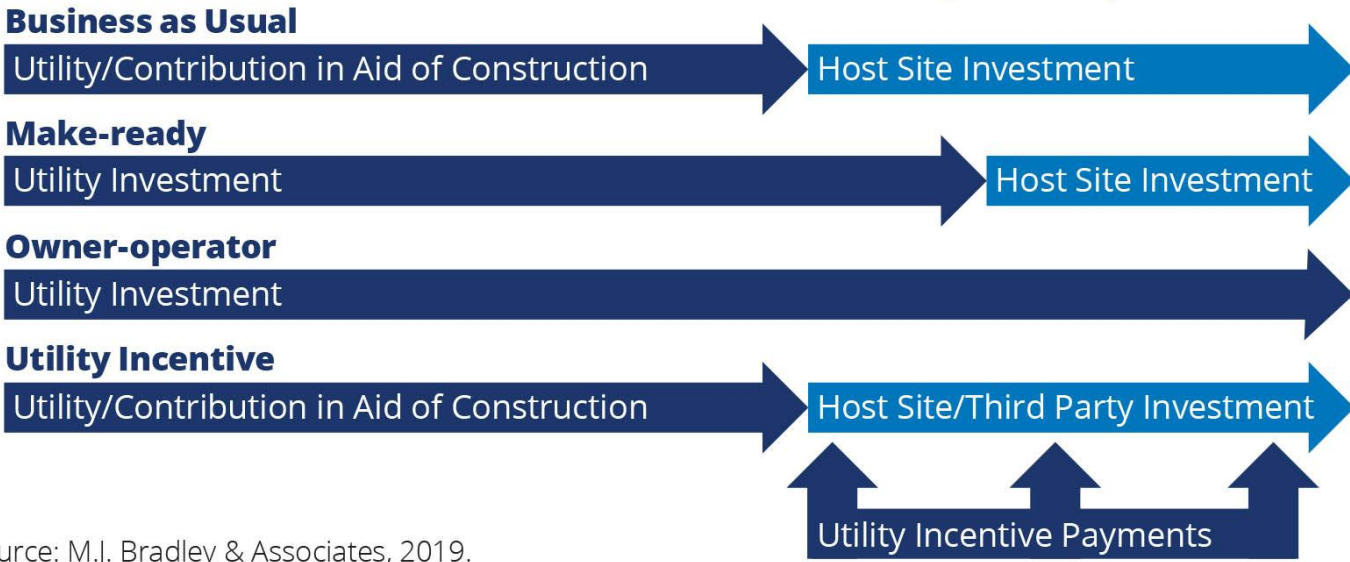 Business as Usual
Utility/Contribution in Aid of Construction Host Site Investment
Make-ready
Utility Investment Host Site Investment
Owner-operator
Utility Investment
Utility Incentive
Utility/Contribution in Aid of Construction Host Site/Third Party Investment
Utility Incentive Payments
urce: M.I. Bradley & Associates, 2019.